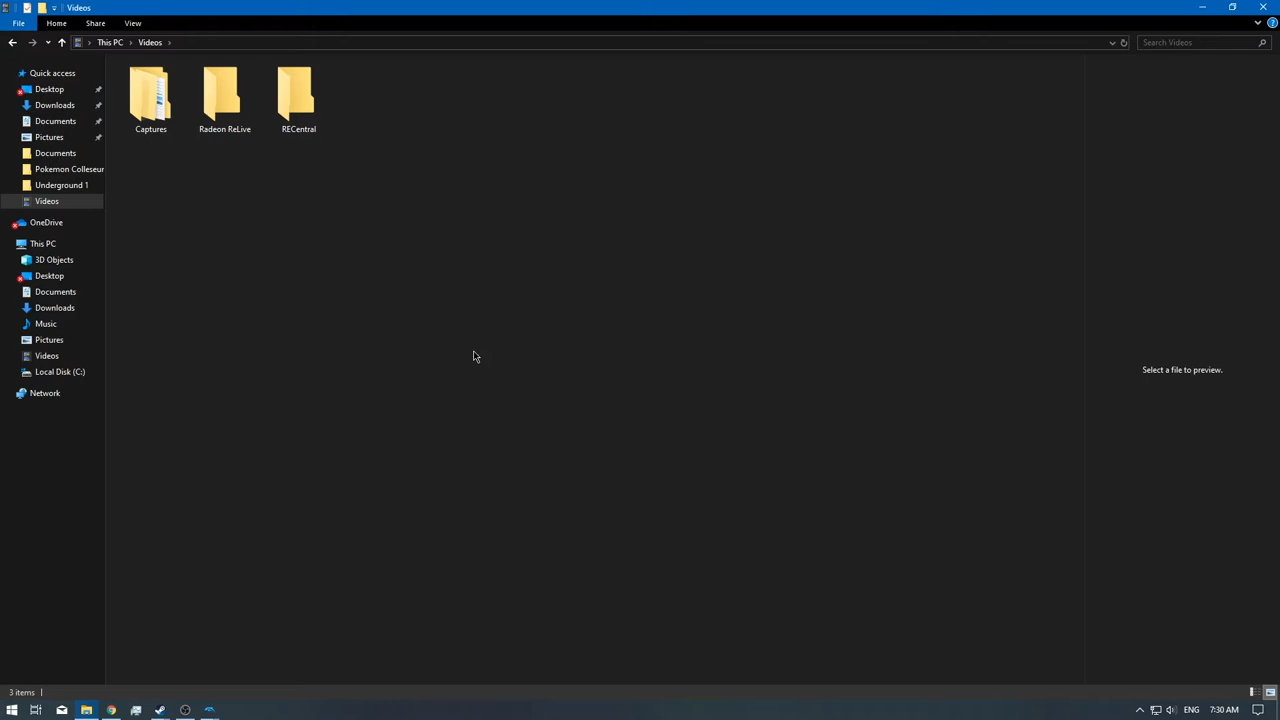 Videos
File Home Share View
This PC Videos
Search Videos
Quick access
Desktop
Downloads
Documents
Pictures
Documents
Pokemon Colleseur
Underground 1
Videos
OneDrive
This PC
3D Objects
Desktop
Documents
Downloads
Music
Pictures
Videos
Local Disk (C:)
Network
Captures
Radeon ReLive
RECentral
Select a file to preview.
3 items
ENG
7:30 AM